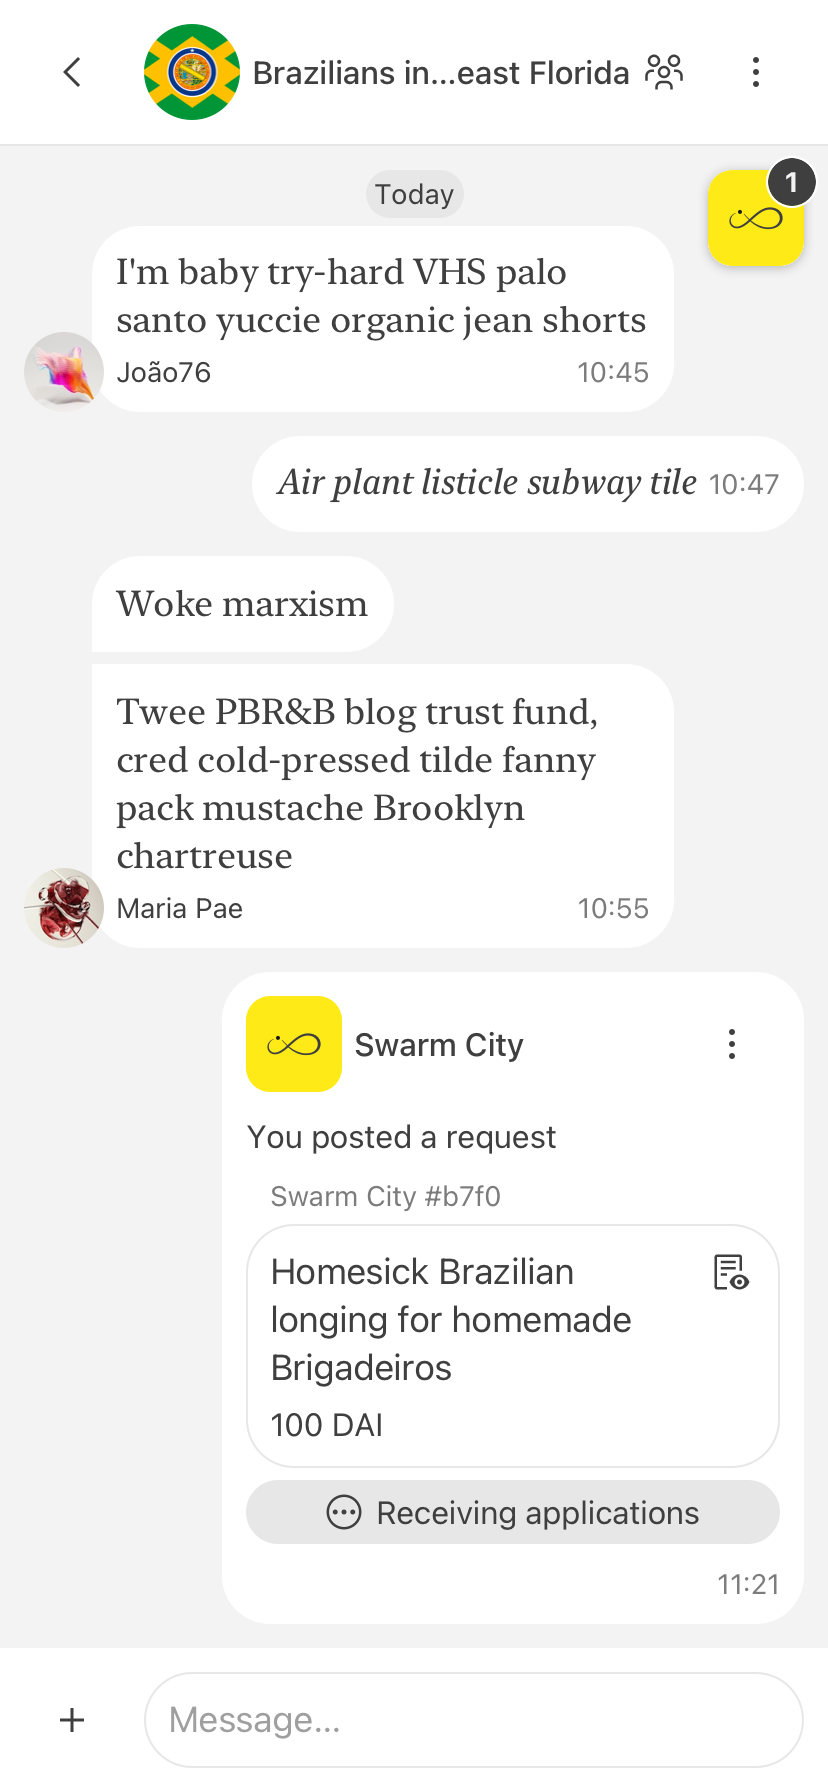 Brazilians in...east Florida
Today
1
I'm baby try-hard VHS palo
santo yuccie organic jean shorts
João76 10:45
Air plant listicle subway tile 10:47
Woke marxism
Twee PBR&B blog trust fund,
cred cold-pressed tilde fanny
pack mustache Brooklyn
chartreuse
Maria Pae 10:55
Swarm City
You posted a request
Swarm City #b7f0
Homesick Brazilian
longing for homemade
Brigadeiros
100 DAI
Receiving applications
11:21
Message...